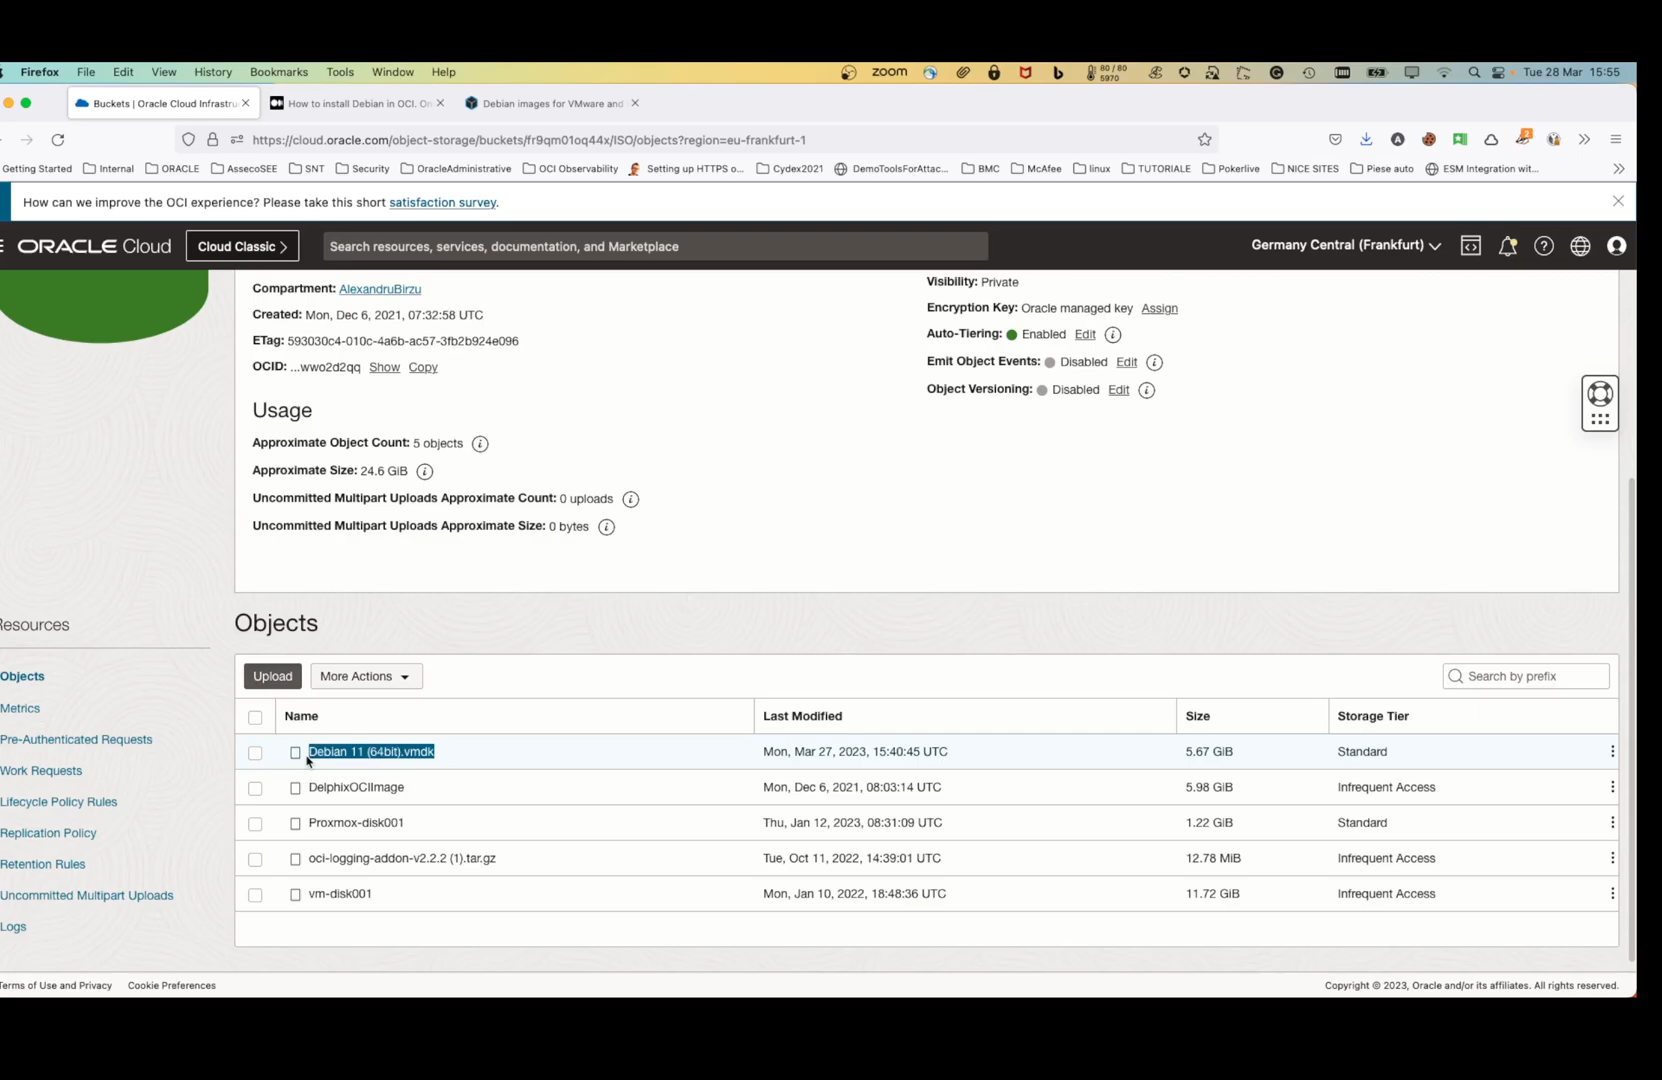 Firefox File Edit View History Bookmarks Tools Window Help zoom 80 / 80 5970 Tue 28 Mar 15:55
Buckets | Oracle Cloud Infrastru How to install Debian in OCI. On Debian images for VMware and
https://cloud.oracle.com/object-storage/buckets/fr9qm01oq44x/ISO/objects?region=eu-frankfurt-1 2
Getting Started Internal ORACLE AssecoSEE SNT Security OracleAdministrative OCI Observability Setting up HTTPS o... Cydex2021 DemoToolsForAttac... BMC McAfee linux TUTORIALE Pokerlive NICE SITES Piese auto ESM Integration wit...
How can we improve the OCI experience? Please take this short satisfaction survey.
ORACLE Cloud Cloud Classic Search resources, services, documentation, and Marketplace Germany Central (Frankfurt)
Compartment: AlexandruBirzu
Created: Mon, Dec 6, 2021, 07:32:58 UTC
ETag: 593030c4-010c-4a6b-ac57-3fb2b924e096
OCID: ...wwo2d2qq Show Copy
Visibility: Private
Encryption Key: Oracle managed key Assign
Auto-Tiering: Enabled Edit
Emit Object Events: Disabled Edit
Object Versioning: Disabled Edit
Usage
Approximate Object Count: 5 objects
Approximate Size: 24.6 GiB
Uncommitted Multipart Uploads Approximate Count: 0 uploads
Uncommitted Multipart Uploads Approximate Size: 0 bytes
Resources
Objects
Metrics
Pre-Authenticated Requests
Work Requests
Lifecycle Policy Rules
Replication Policy
Retention Rules
Uncommitted Multipart Uploads
Logs
Objects
Upload More Actions Search by prefix
Name Last Modified Size Storage Tier
Debian 11 (64bit).vmdk Mon, Mar 27, 2023, 15:40:45 UTC 5.67 GiB Standard
DelphixOCIImage Mon, Dec 6, 2021, 08:03:14 UTC 5.98 GiB Infrequent Access
Proxmox-disk001 Thu, Jan 12, 2023, 08:31:09 UTC 1.22 GiB Standard
oci-logging-addon-v2.2.2 (1).tar.gz Tue, Oct 11, 2022, 14:39:01 UTC 12.78 MiB Infrequent Access
vm-disk001 Mon, Jan 10, 2022, 18:48:36 UTC 11.72 GiB Infrequent Access
Terms of Use and Privacy Cookie Preferences Copyright © 2023, Oracle and/or its affiliates. All rights reserved.